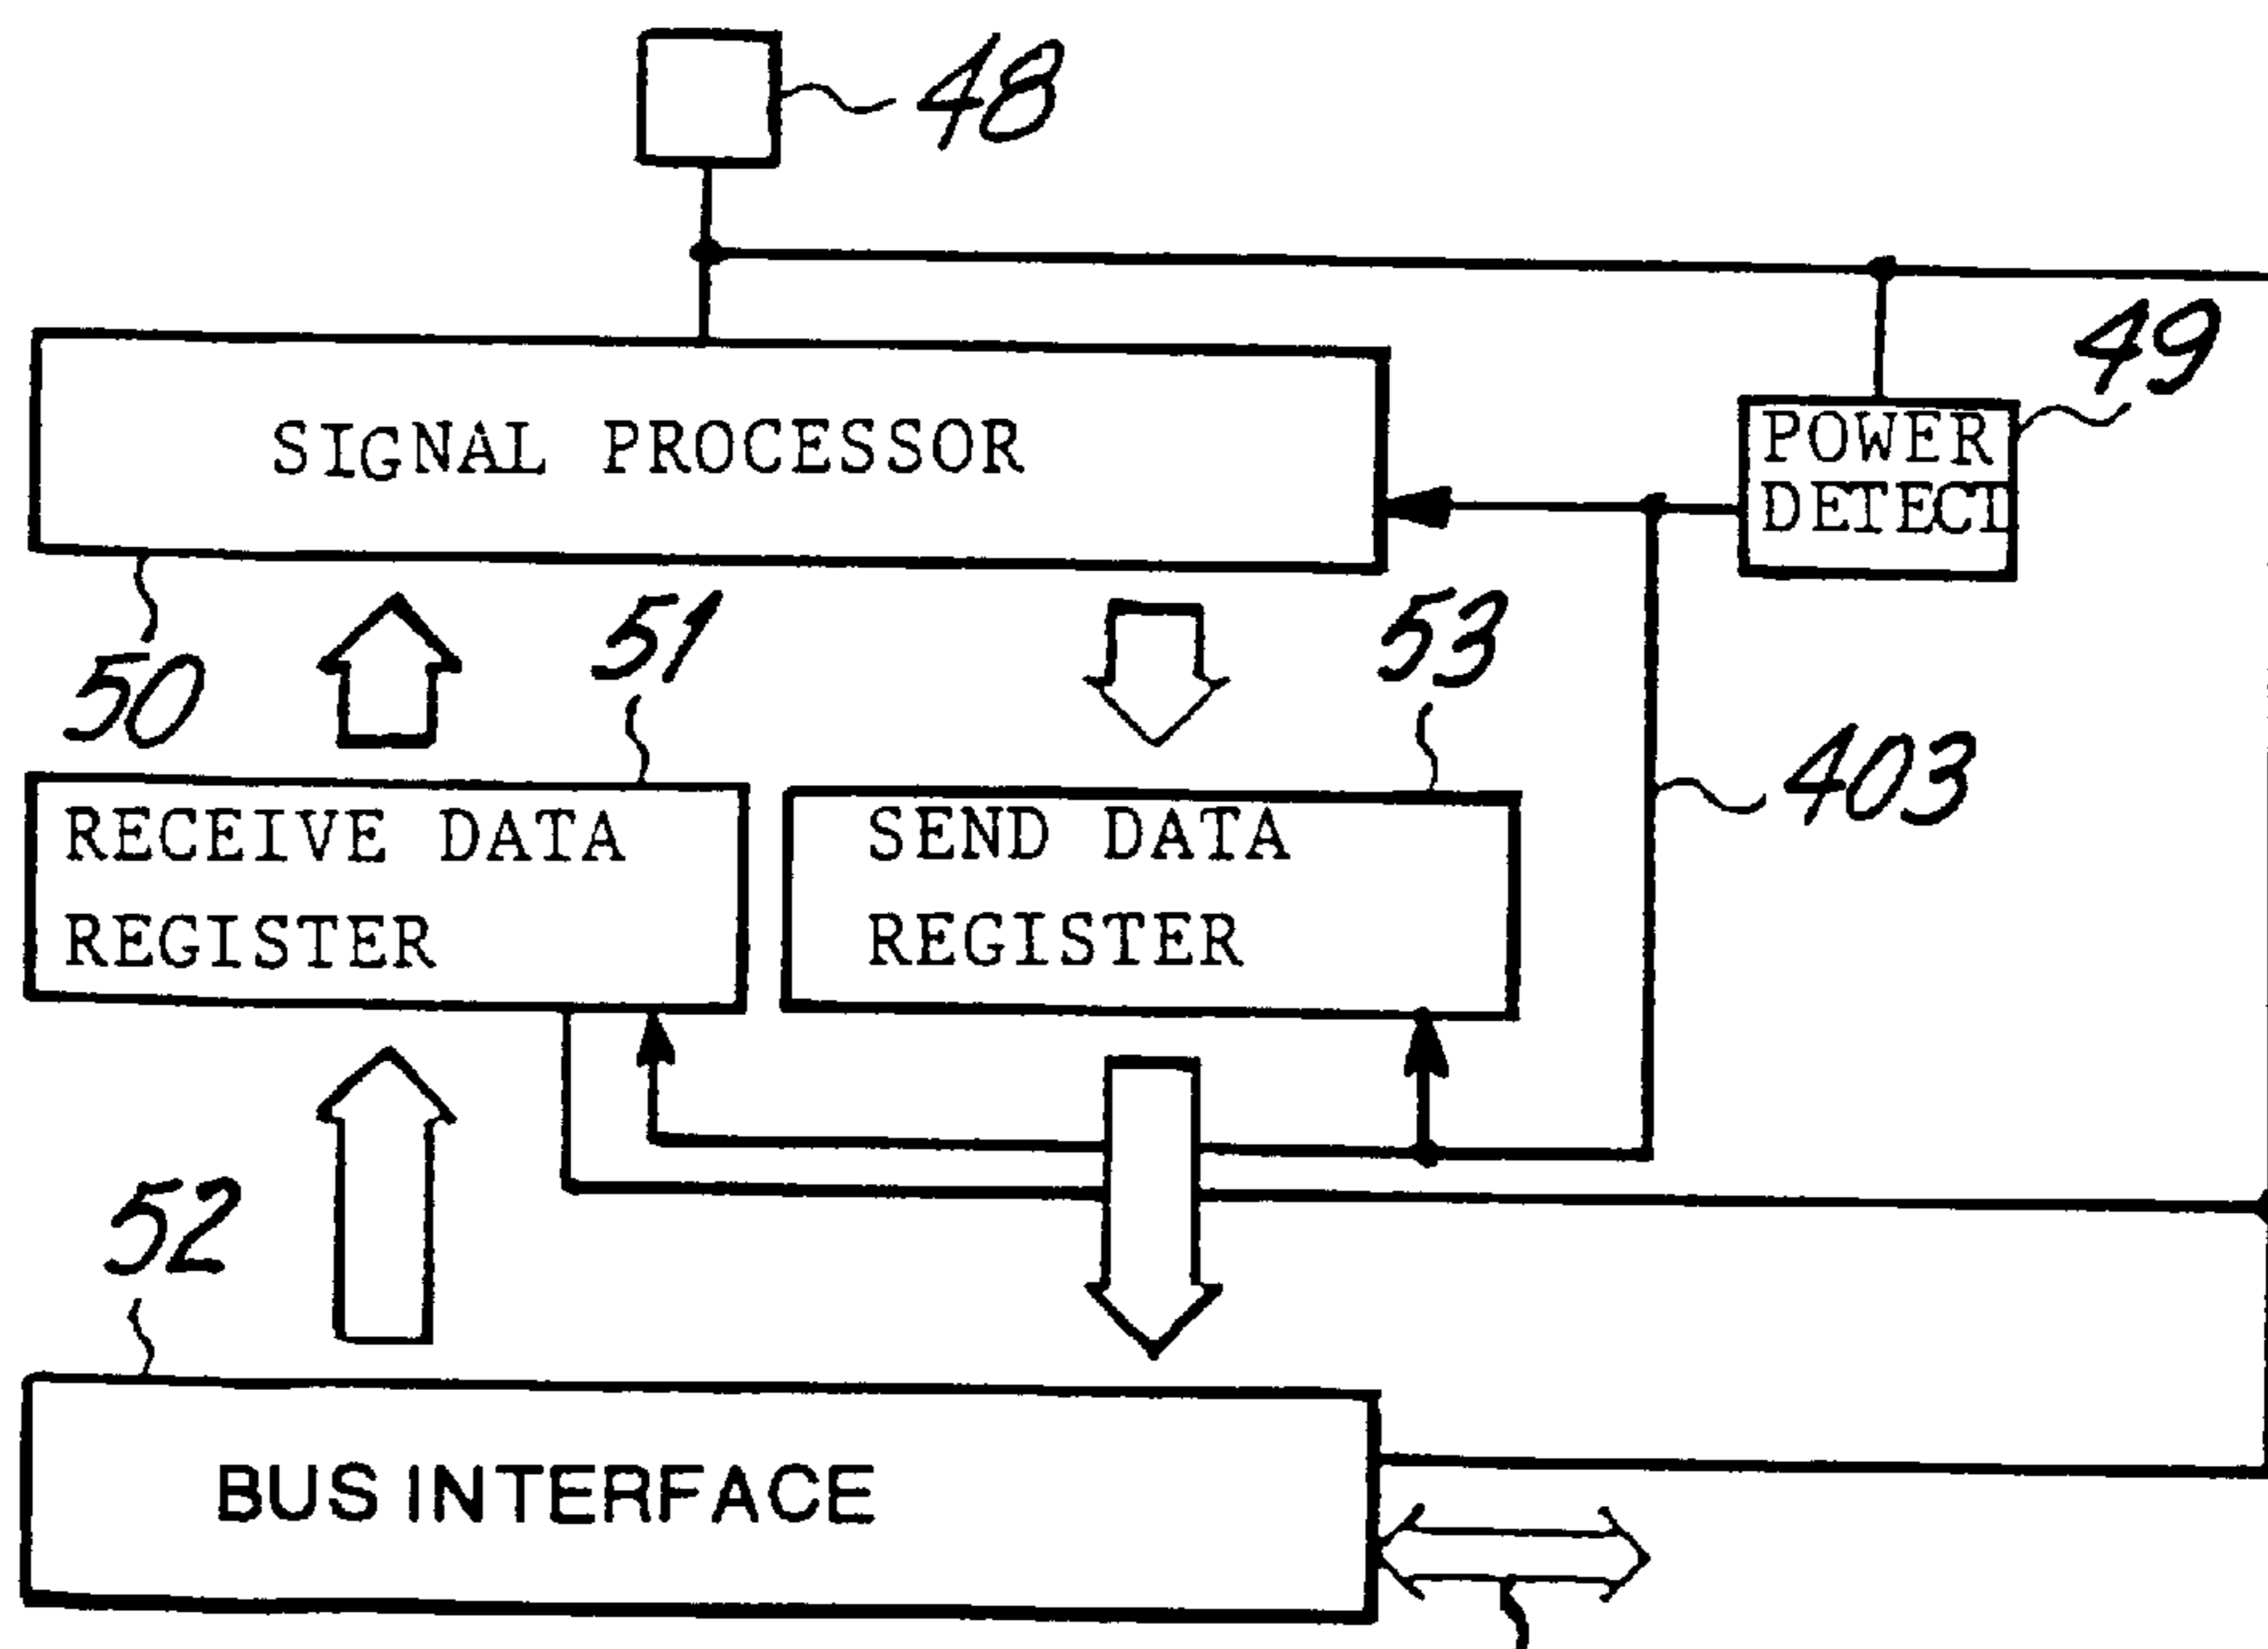 48
49
SIGNAL PROCESSOR
POWER
DETECT
50
51
53
403
RECEIVE DATA
REGISTER
SEND DATA
REGISTER
52
BUS INTERFACE